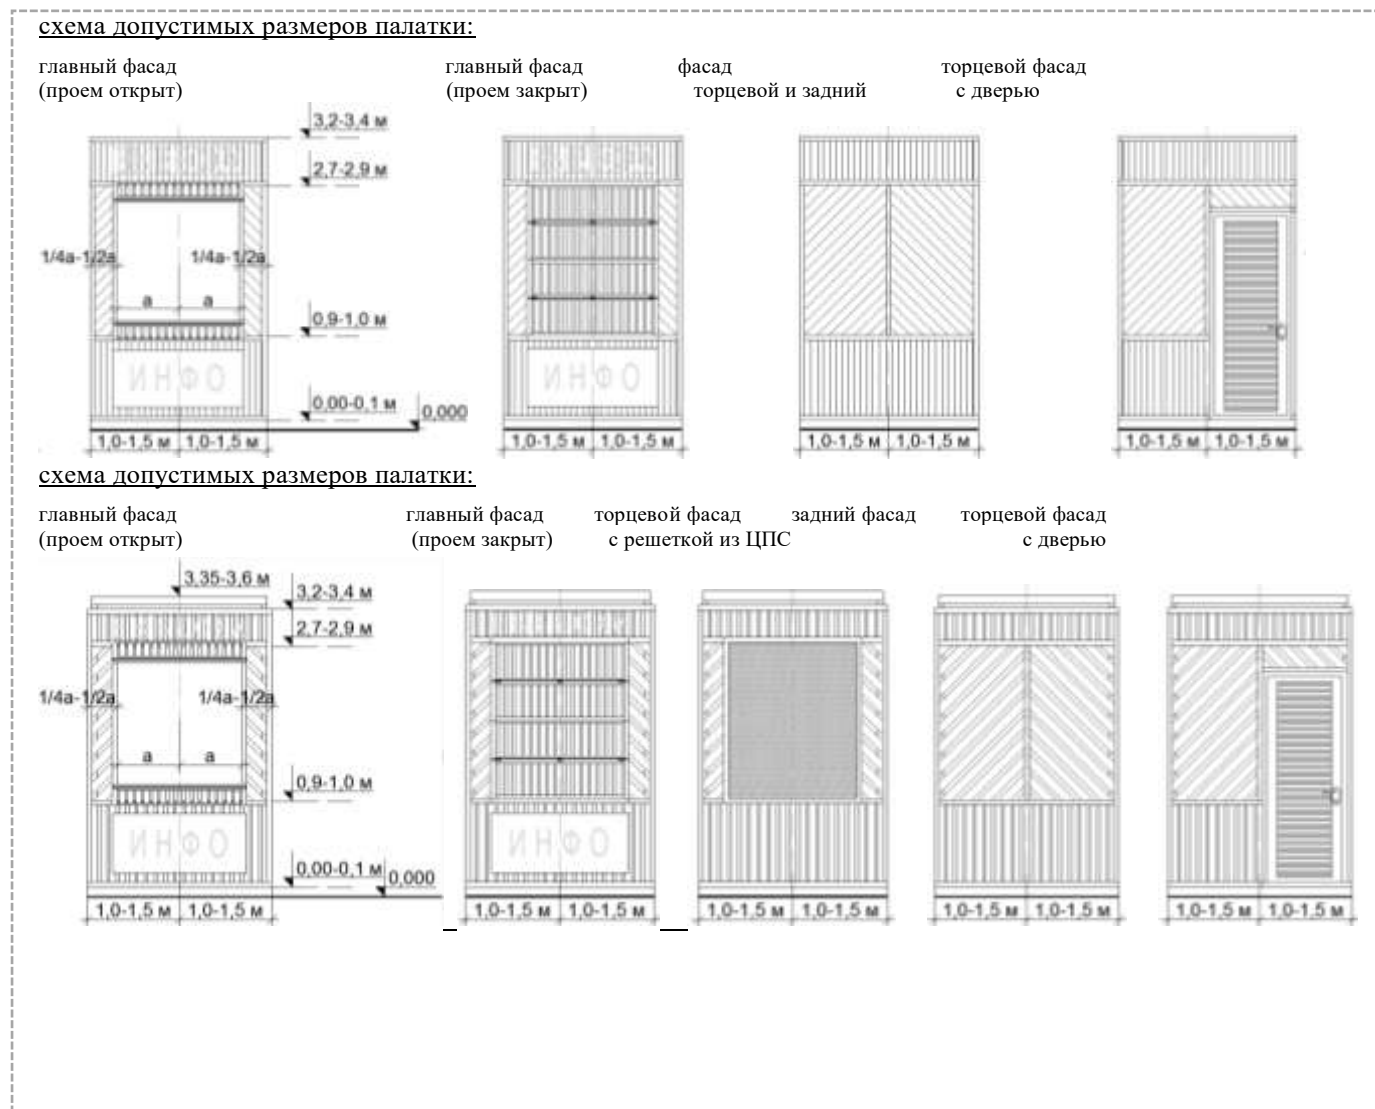 схема допустимых размеров палатки:
главный фасад главный фасад фасад торцевой фасад
(проем открыт) (проем закрыт) торцевой и задний с дверью
3,2-3,4 м
2,7-2,9 м
1/4а-1/2а 1/4а-1/2а
а а
0,9-1,0 м
ИНФО ИНФО
0,00-0,1 м 0,000
1,0-1,5 м 1,0-1,5 м 1,0-1,5 м 1,0-1,5 м 1,0-1,5 м 1,0-1,5 м 1,0-1,5 м 1,0-1,5 м
схема допустимых размеров палатки:
главный фасад главный фасад торцевой фасад задний фасад торцевой фасад
(проем открыт) (проем закрыт) с решеткой из ЦПС с дверью
3,35-3,6 м
3,2-3,4 м
2,7-2,9 м
1/4а-1/2а 1/4а-1/2а
а а
0,9-1,0 м
ИНФО ИНФО
0,00-0,1 м 0,000
1,0-1,5 м 1,0-1,5 м 1,0-1,5 м 1,0-1,5 м 1,0-1,5 м 1,0-1,5 м 1,0-1,5 м 1,0-1,5 м 1,0-1,5 м 1,0-1,5 м